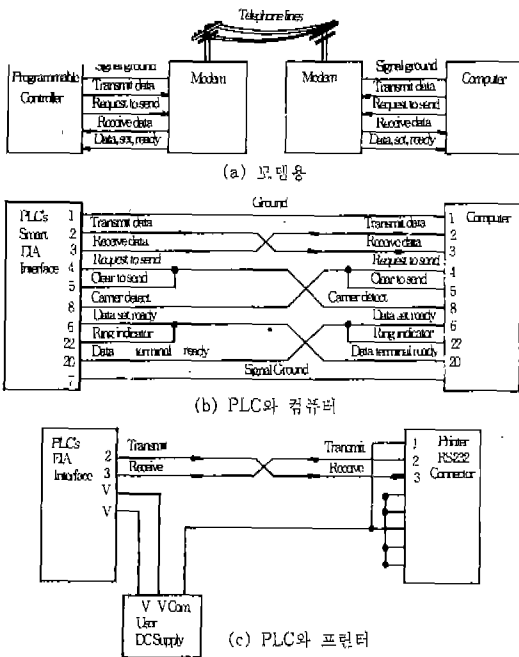 Telephone lines
Signal ground
Transmit data
Request to send
Receive data
Data, set, ready
Programmable
Controller
Modem
Modem
Signal ground
Transmit data
Request to send
Receive data
Data, set, ready
Computer
(a) 모뎀용
Ground
PLC's
Smart
EIA
Interface
1
2
3
4
5
8
6
22
20
7
Transmit data
Receive data
Request to send
Clear to send
Carrier detect
Data set ready
Ring indicator
Data terminal ready
Signal Ground
Transmit data
Receive data
Request to send
Clear to send
Carrier detect
Data set ready
Ring indicator
Data terminal ready
1
2
3
4
5
8
6
22
20
Computer
(b) PLC와 컴퓨터
PLC's
EIA
Interface
2
3
V
V
Transmit
Receive
Transmit
Receive
1
2
3
Printer
RS232
Connector
V V Com
User
DC Supply
(c) PLC와 프린터